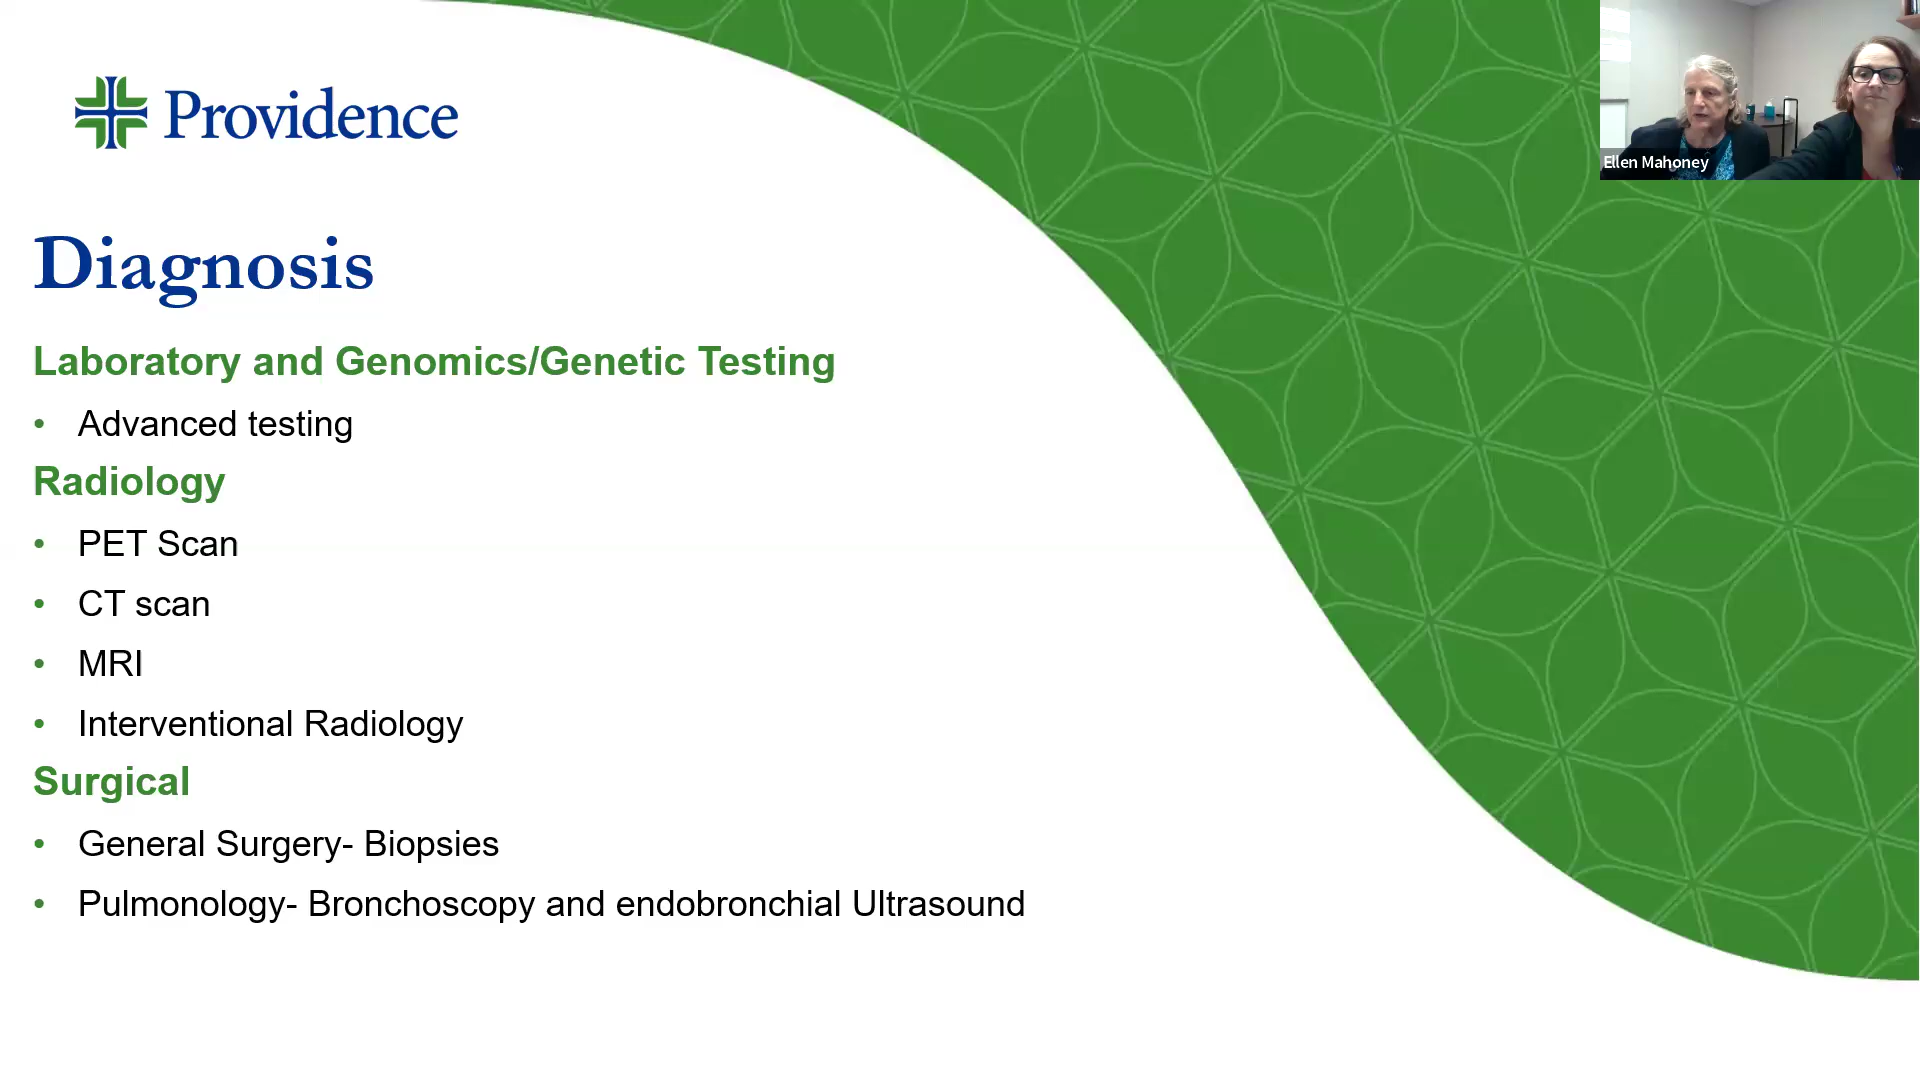 Providence
Ellen Mahoney
Diagnosis
Laboratory and Genomics/Genetic Testing
• Advanced testing
Radiology
• PET Scan
• CT scan
• MRI
• Interventional Radiology
Surgical
• General Surgery- Biopsies
• Pulmonology- Bronchoscopy and endobronchial Ultrasound